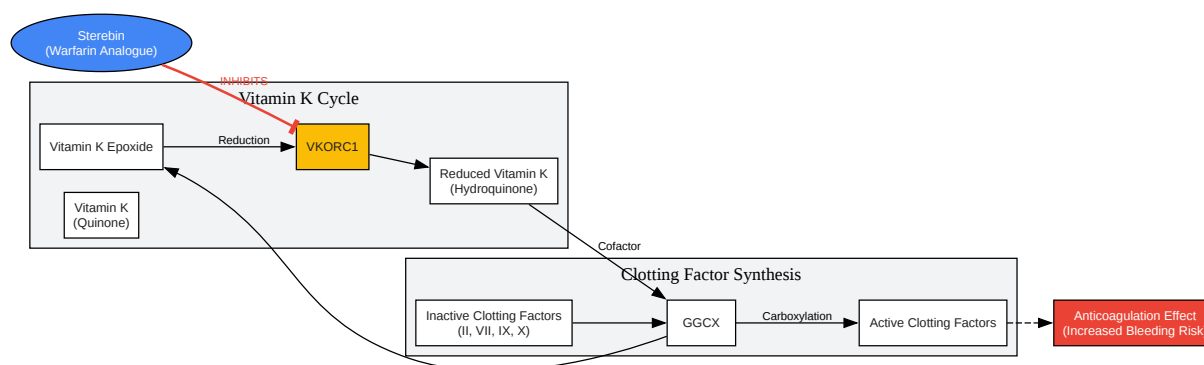 Sterebin
(Warfarin Analogue)
INHIBITS
Vitamin K Cycle
Vitamin K Epoxide
Reduction
VKORC1
Reduced Vitamin K
(Hydroquinone)
Vitamin K
(Quinone)
Cofactor
Clotting Factor Synthesis
Inactive Clotting Factors
(II, VII, IX, X)
GGCX
Carboxylation
Active Clotting Factors
Anticoagulation Effect
(Increased Bleeding Risk)